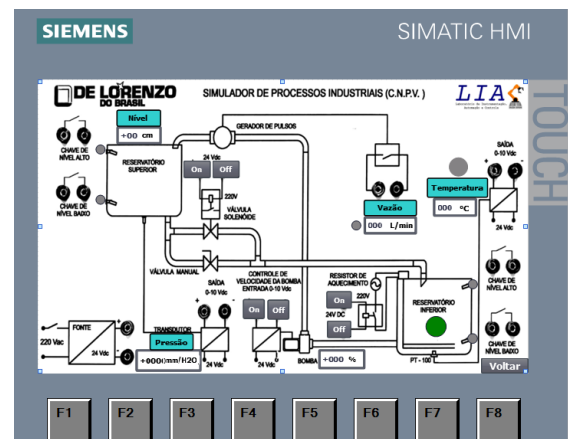 SIEMENS
SIMATIC HMI
TOUCH
DE LORENZO
DO BRASIL
SIMULADOR DE PROCESSOS INDUSTRIAIS (C.N.P.V. )
LIAC
Nível
+00 cm
CHAVE DE
NÍVEL ALTO
RESERVATÓRIO
SUPERIOR
GERADOR DE PULSOS
24 Vdc
On Off
220V
VÁLVULA
SOLENÓIDE
CHAVE DE
NÍVEL BAIXO
Vazão
000 L/min
Temperatura
000 ºC
SAÍDA
0-10 Vdc
+ -
24 Vdc
VÁLVULA MANUAL
SAÍDA
0-10 Vdc
+ -
CONTROLE DE
VELOCIDADE DA BOMBA
ENTRADA 0-10 Vdc
On Off
RESISTOR DE
AQUECIMENTO
On
220V
24V DC
Off
RESERVATÓRIO
INFERIOR
CHAVE DE
NÍVEL ALTO
CHAVE DE
NÍVEL BAIXO
FONTE
220 Vac
24 Vdc
+
-
TRANSDUTOR
Pressão
24 Vdc
24 Vdc
BOMBA
+000 %
PT - 100
Voltar
F1 F2 F3 F4 F5 F6 F7 F8